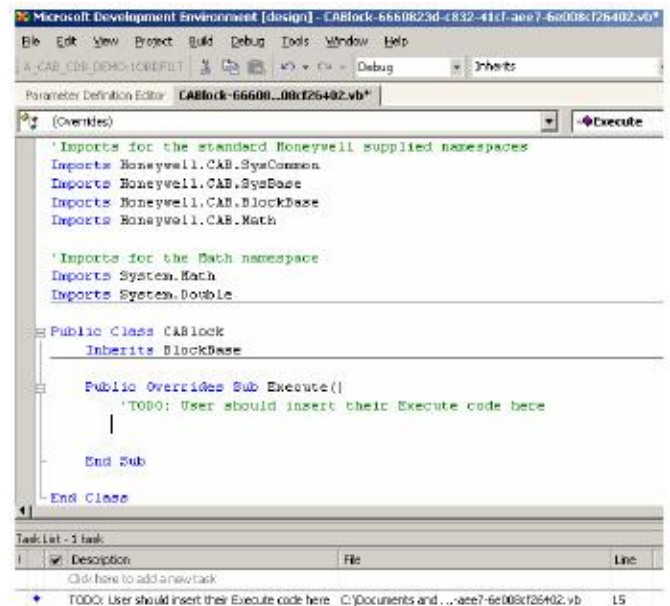 Microsoft Development Environment [design] - CABlock-6660823d-c832-41cf-aee7-6e008cf26402.vb*
File Edit View Project Build Debug Tools Window Help
Debug Inherits
Parameter Definition Editor CABlock-66608...08cf26402.vb*
(Overrides) Execute
'Imports for the standard Honeywell supplied namespaces
Imports Honeywell.CAB.SysCommon
Imports Honeywell.CAB.SysBase
Imports Honeywell.CAB.BlockBase
Imports Honeywell.CAB.Math
'Imports for the Math namespace
Imports System.Math
Imports System.Double
Public Class CABlock
Inherits BlockBase
Public Overrides Sub Execute()
'TODO: User should insert their Execute code here
End Sub
End Class
Task List - 1 task
! Description File Line
Click here to add a new task
TODO: User should insert their Execute code here C:\Documents and ...-aee7-6e008cf26402.vb 15